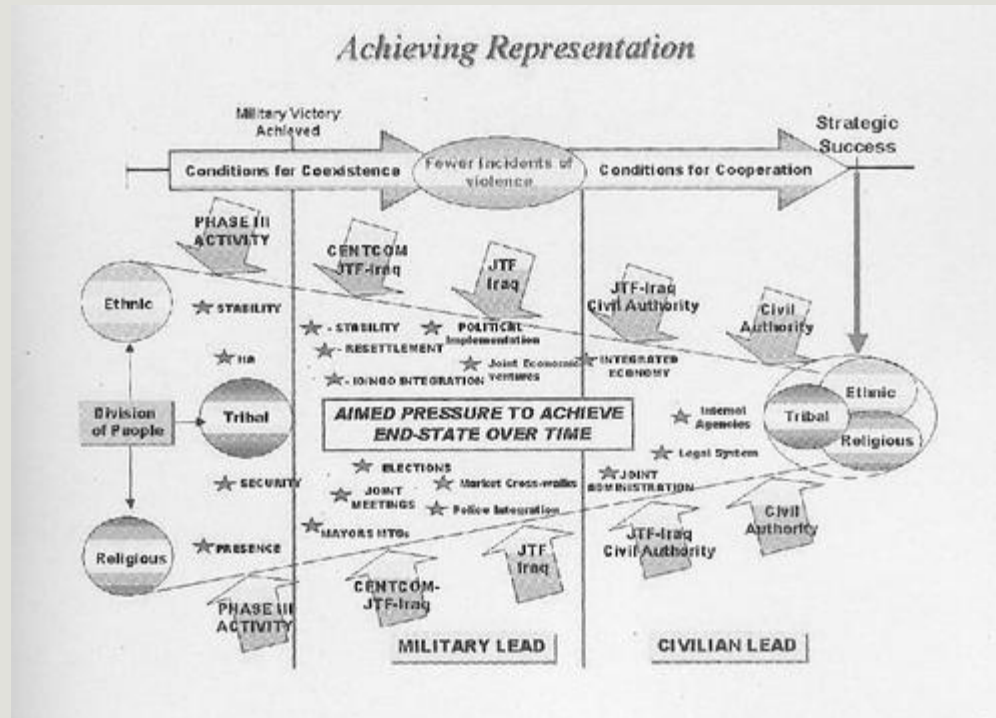 Achieving Representation
Military Victory
Achieved
Strategic
Success
Conditions for Coexistence
Fewer Incidents of
violence
Conditions for Cooperation
PHASE III
ACTIVITY
CENTCOM
JTF-Iraq
JTF
Iraq
JTF-Iraq
Civil Authority
Civil
Authority
Ethnic
STABILITY
- STABILITY
- RESETTLEMENT
POLITICAL
Implementation
Joint Economic
ventures
INTEGRATED
ECONOMY
Division
of People
Tribal
AIMED PRESSURE TO ACHIEVE
END-STATE OVER TIME
Internal
Agencies
Legal System
Ethnic
Tribal
Religious
SECURITY
ELECTIONS
JOINT
MEETINGS
Market Cross-walks
Police Integration
JOINT
ADMINISTRATION
MAYORS MTGs
PRESENCE
Religious
PHASE III
ACTIVITY
CENTCOM-
JTF-Iraq
JTF
Iraq
JTF-Iraq
Civil Authority
Civil
Authority
MILITARY LEAD
CIVILIAN LEAD